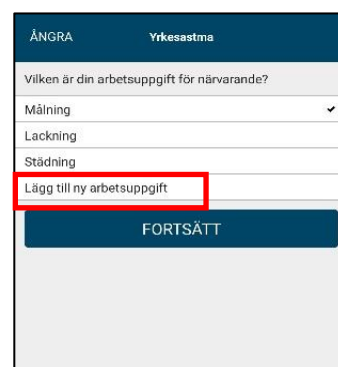 ÅNGRA Yrkesastma
Vilken är din arbetsuppgift för närvarande?
Målning ✔
Lackning
Städning
Lägg till ny arbetsuppgift
FORTSÄTT